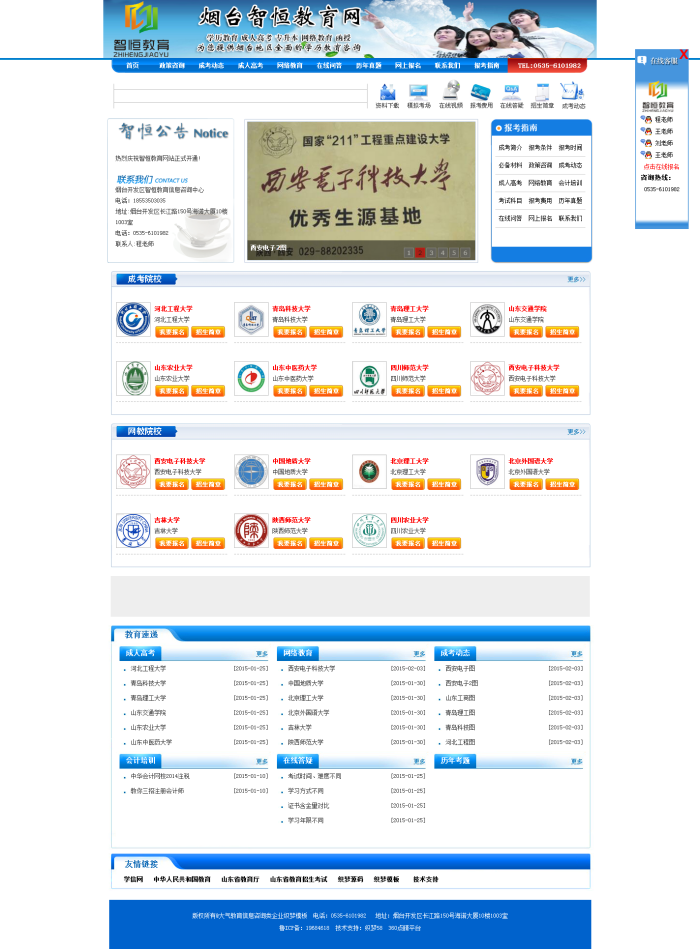 烟台智恒教育网
学历教育 成人高考 专升本 网络教育 函授
为您提供烟台地区全面的学历教育咨询
智恒教育
ZHIHENGJIAOYU
首页 政策咨询 成考动态 成人高考 网络教育 在线问答 历年真题 网上报名 联系我们 报考指南 TEL:0535-6101982
资料下载 模拟考场 在线视频 报考费用 在线答疑 招生简章 成考动态
智恒公告 Notice
热烈庆祝智恒教育网站正式开通!
联系我们 CONTACT US
烟台开发区智恒教育信息咨询中心
电话: 18553503035
地址: 烟台开发区长江路150号海诺大厦10楼
1003室
电话: 0535-6101982
联系人: 程老师
国家“211”工程重点建设大学
西安电子科技大学
优秀生源基地
029-88202335
西安电子2图
1 2 3 4 5 6
报考指南
成考简介 报考条件 报考时间
必备材料 政策咨询 成考动态
成人高考 网络教育 会计培训
考试科目 报考费用 历年真题
在线问答 网上报名 联系我们
在线客服
X
智恒教育
ZHIHENGJIAOYU
程老师
王老师
刘老师
王老师
点击在线报名
咨询热线:
0535-6101982
成考院校 更多>>
河北工程大学 青岛科技大学 青岛理工大学 山东交通学院
河北工程大学 青岛科技大学 青岛理工大学 山东交通学院
我要报名 招生简章 我要报名 招生简章 我要报名 招生简章 我要报名 招生简章
山东农业大学 山东中医药大学 四川师范大学 西安电子科技大学
山东农业大学 山东中医药大学 四川师范大学 西安电子科技大学
我要报名 招生简章 我要报名 招生简章 我要报名 招生简章 我要报名 招生简章
网教院校 更多>>
西安电子科技大学 中国地质大学 北京理工大学 北京外国语大学
西安电子科技大学 中国地质大学 北京理工大学 北京外国语大学
我要报名 招生简章 我要报名 招生简章 我要报名 招生简章 我要报名 招生简章
吉林大学 陕西师范大学 四川农业大学
吉林大学 陕西师范大学 四川农业大学
我要报名 招生简章 我要报名 招生简章 我要报名 招生简章
教育速递
成人高考 更多 网络教育 更多 成考动态 更多
河北工程大学 [2015-01-25] 西安电子科技大学 [2015-02-03] 西安电子图 [2015-02-03]
青岛科技大学 [2015-01-25] 中国地质大学 [2015-01-30] 西安电子2图 [2015-02-03]
青岛理工大学 [2015-01-25] 北京理工大学 [2015-01-30] 山东工商图 [2015-02-03]
山东交通学院 [2015-01-25] 北京外国语大学 [2015-01-30] 青岛理工图 [2015-02-03]
山东农业大学 [2015-01-25] 吉林大学 [2015-01-30] 青岛科技图 [2015-02-03]
山东中医药大学 [2015-01-25] 陕西师范大学 [2015-01-30] 河北工程图 [2015-02-03]
会计培训 更多 在线答疑 更多 历年考题 更多
中华会计网校2014注税 [2015-01-10] 考试时间、难度不同 [2015-01-25]
教你三招注册会计师 [2015-01-10] 学习方式不同 [2015-01-25]
证书含金量对比 [2015-01-25]
学习年限不同 [2015-01-25]
友情链接
学信网 中华人民共和国教育 山东省教育厅 山东省教育招生考试 织梦源码 织梦模板 技术支持
版权所有@大气教育信息咨询类企业织梦模板 电话: 0535-6101982 地址: 烟台开发区长江路150号海诺大厦10楼1003室
鲁ICP备: 19884818 技术支持: 织梦58 360点睛平台